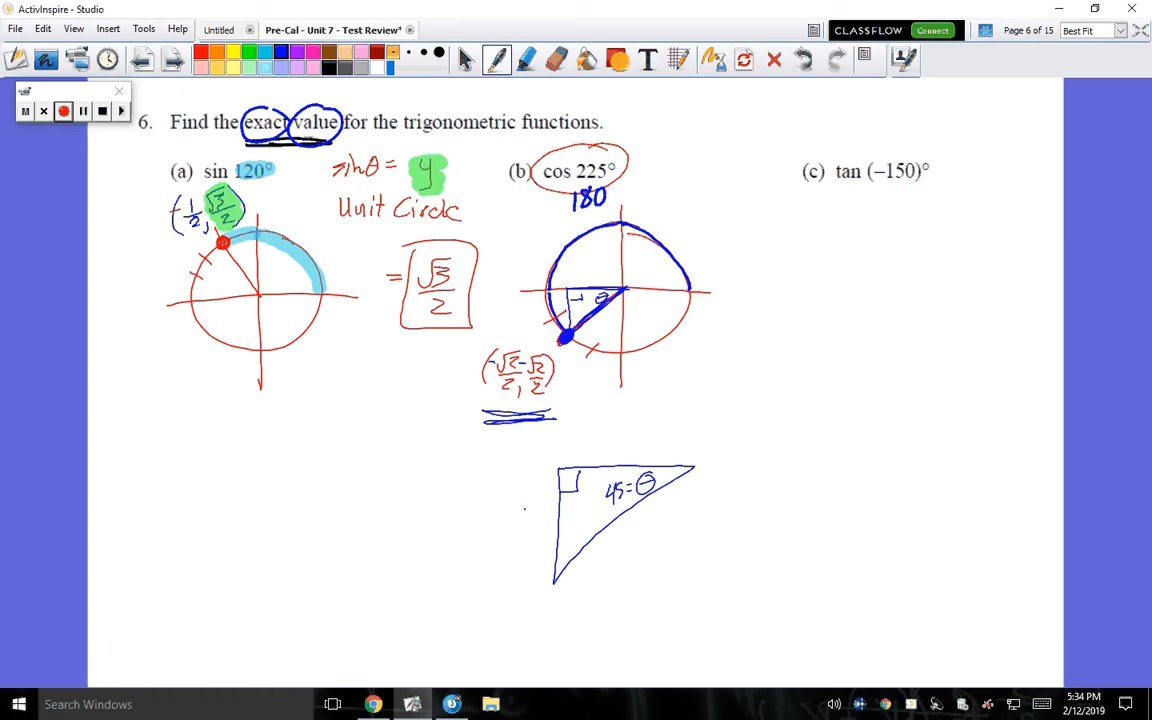 ActivInspire - Studio
File Edit View Insert Tools Help
Untitled
Pre-Cal - Unit 7 - Test Review*
CLASSFLOW Connect
Page 6 of 15
Best Fit
M
6. Find the exact value for the trigonometric functions.
(a) sin 120°
sinθ = y
(b) cos 225°
(c) tan (−150)°
180
(-1/2, √3/2)
Unit Circle
= √3/2
θ
(-√2/2, -√2/2)
45=θ
Search Windows
5:34 PM
2/12/2019